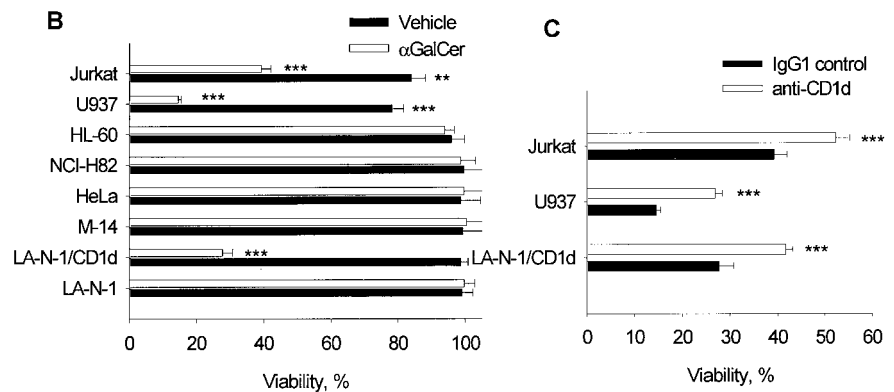 B
Vehicle
αGalCer
Jurkat
***
**
U937
***
***
HL-60
NCI-H82
HeLa
M-14
LA-N-1/CD1d
***
LA-N-1
0 20 40 60 80 100
Viability, %
C
IgG1 control
anti-CD1d
Jurkat
***
U937
***
LA-N-1/CD1d
***
0 10 20 30 40 50 60
Viability, %